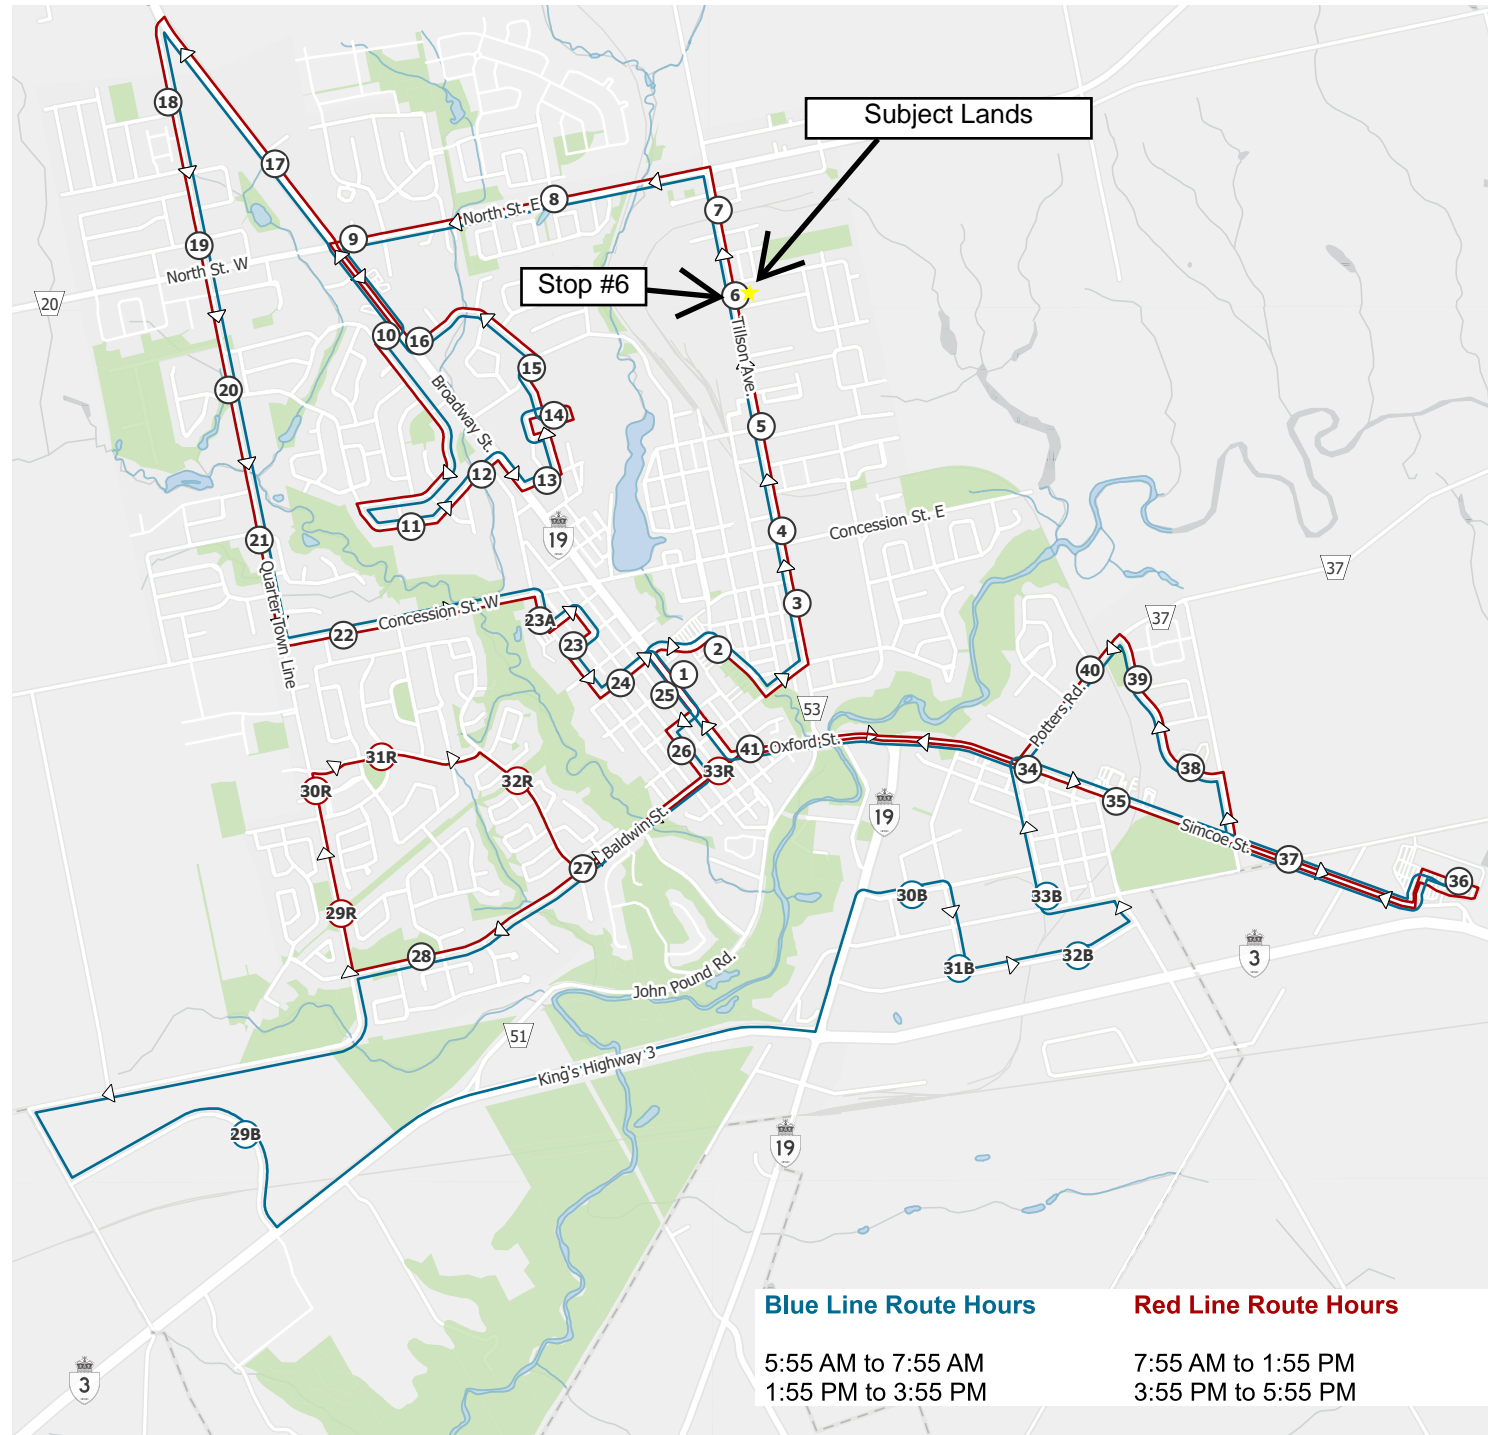 Subject Lands
Stop #6
18
17
19
20
21
22
9
8
7
6
5
4
3
2
1
10
16
15
14
13
12
11
23A
23
24
25
26
41
33R
31R
30R
32R
27
28
29R
29B
30B
31B
32B
33B
34
35
36
37
38
39
40
North St. W
North St. E
Tillson Ave.
Broadway St.
Quarter Town Line
Concession St. W
Concession St. E
Oxford St.
Potters Rd.
Simcoe St.
Baldwin St.
John Pound Rd.
King's Highway 3
20
19
37
37
53
19
3
51
19
3
Blue Line Route Hours
5:55 AM to 7:55 AM
1:55 PM to 3:55 PM
Red Line Route Hours
7:55 AM to 1:55 PM
3:55 PM to 5:55 PM